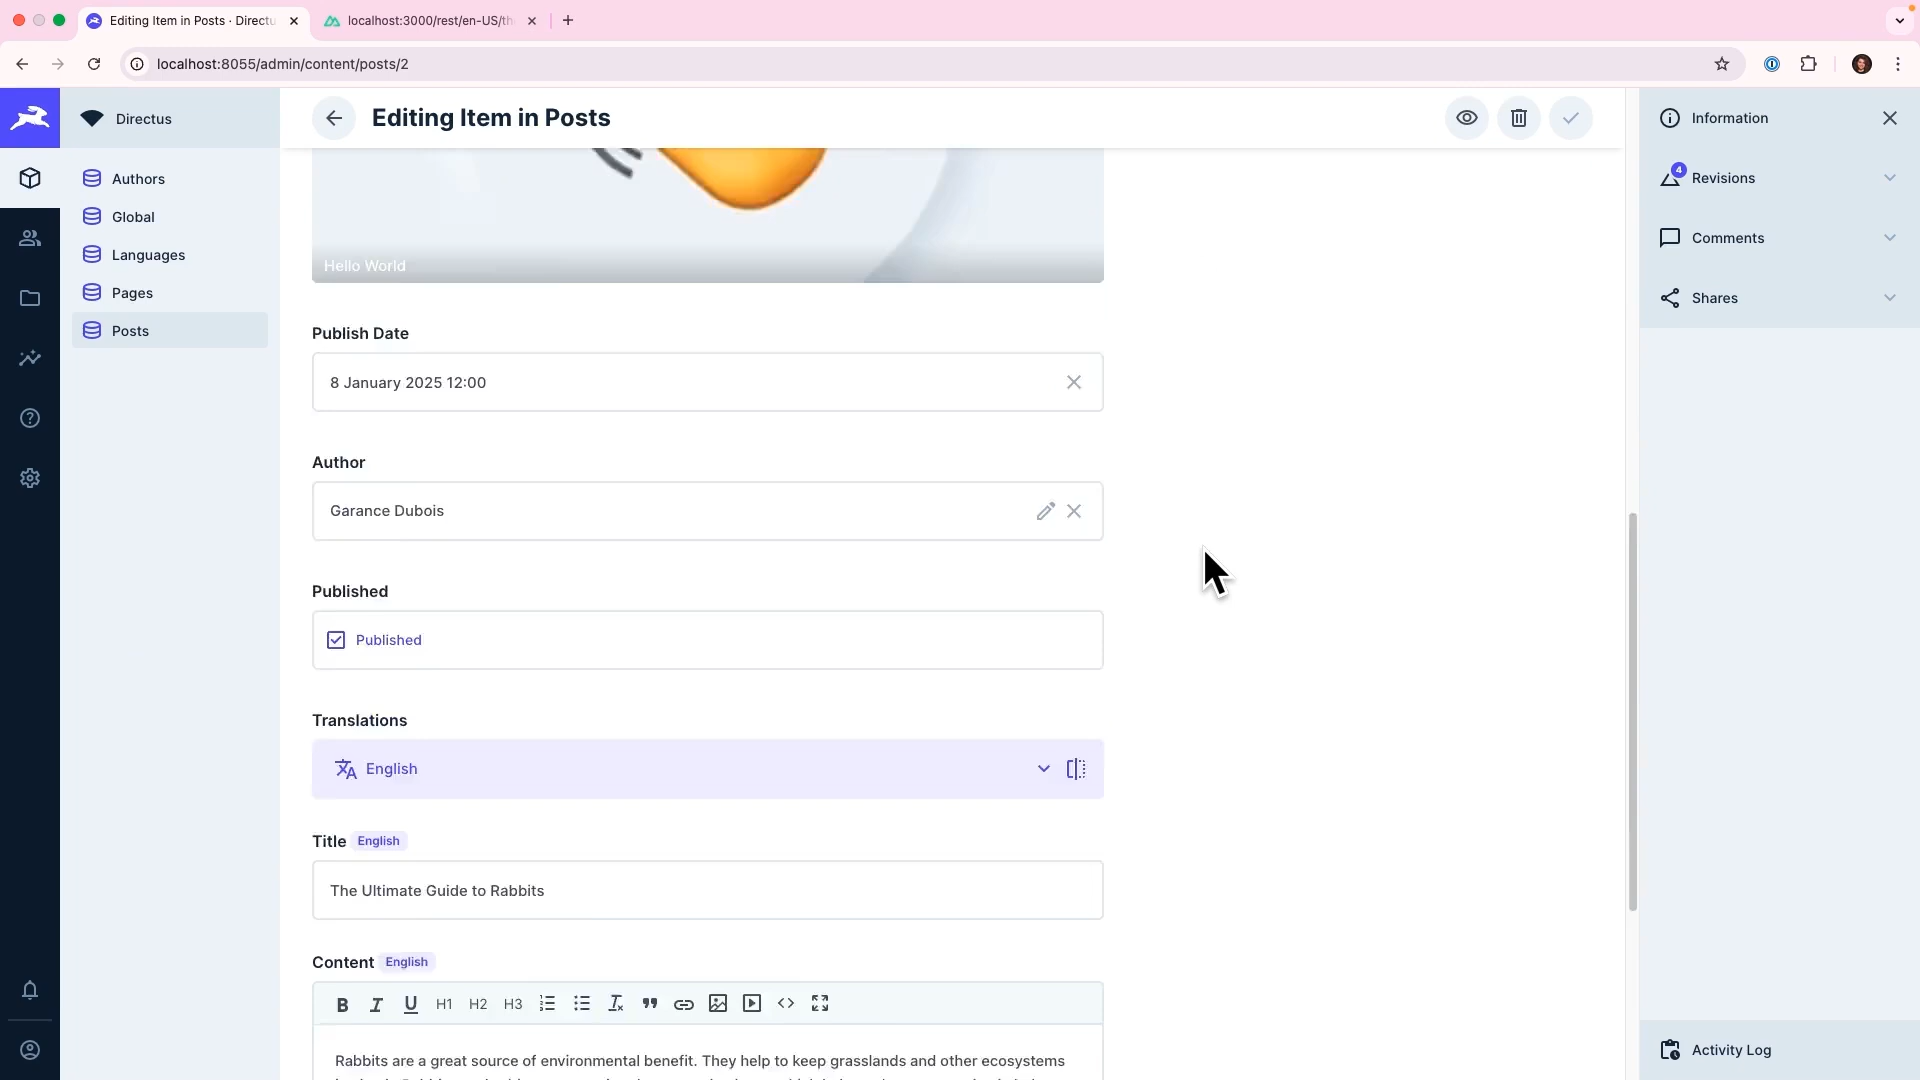 Editing Item in Posts · Directu
localhost:3000/rest/en-US/th
localhost:8055/admin/content/posts/2
Directus
Editing Item in Posts
Information
Authors
Global
Languages
Pages
Posts
4
Revisions
Comments
Shares
Hello World
Publish Date
8 January 2025 12:00
Author
Garance Dubois
Published
Published
Translations
English
Title English
The Ultimate Guide to Rabbits
Content English
B I U H1 H2 H3
Rabbits are a great source of environmental benefit. They help to keep grasslands and other ecosystems
Activity Log